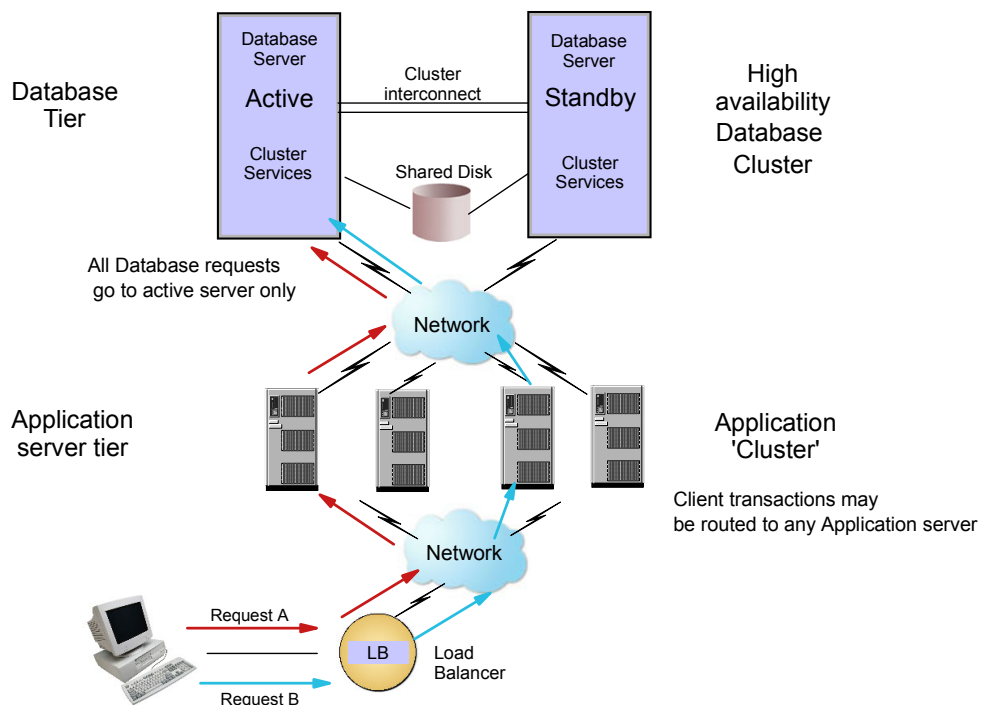 Database
Server
Active
Cluster
Services
Cluster
interconnect
Database
Server
Standby
Cluster
Services
Database
Tier
High
availability
Database
Cluster
Shared Disk
All Database requests
go to active server only
Network
Application
server tier
Application
'Cluster'
Client transactions may
be routed to any Application server
Network
Request A
LB
Load
Balancer
Request B